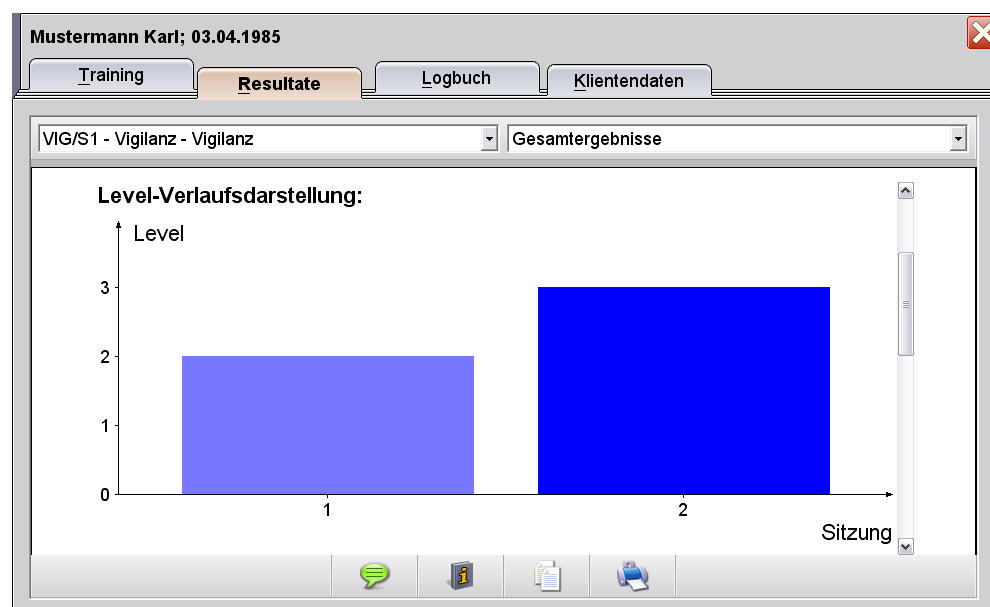 Mustermann Karl; 03.04.1985
Training
Resultate
Logbuch
Klientendaten
VIG/S1 - Vigilanz - Vigilanz
Gesamtergebnisse
Level-Verlaufsdarstellung:
Level
3
2
1
0
1
2
Sitzung